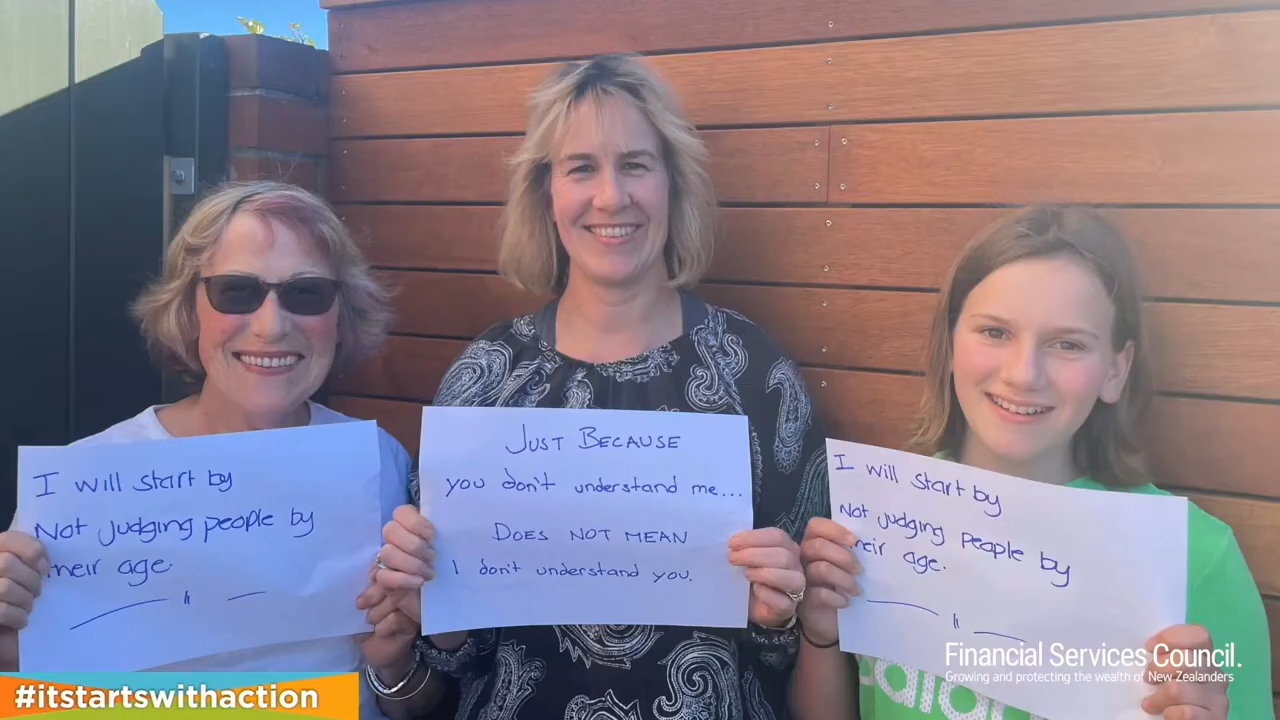 I will start by
Not judging people by
their age.
Just Because
you don't understand me...
Does not mean
I don't understand you.
I will start by
Not judging people by
their age.
#itstartswithaction
Financial Services Council.
Growing and protecting the wealth of New Zealanders